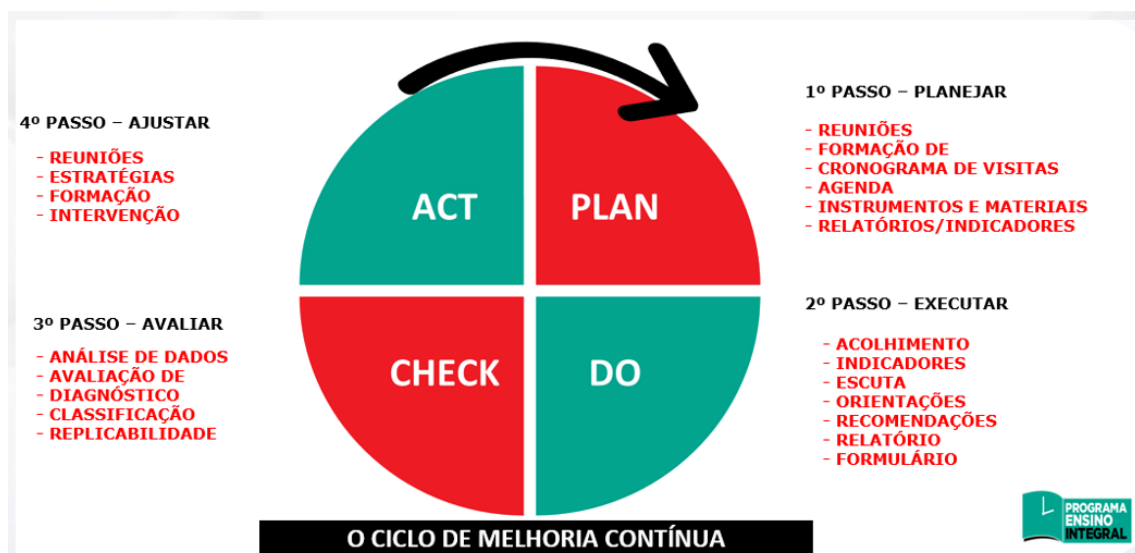 4º PASSO – AJUSTAR
- REUNIÕES
- ESTRATÉGIAS
- FORMAÇÃO
- INTERVENÇÃO
ACT
PLAN
1º PASSO – PLANEJAR
- REUNIÕES
- FORMAÇÃO DE
- CRONOGRAMA DE VISITAS
- AGENDA
- INSTRUMENTOS E MATERIAIS
- RELATÓRIOS/INDICADORES
3º PASSO – AVALIAR
- ANÁLISE DE DADOS
- AVALIAÇÃO DE
- DIAGNÓSTICO
- CLASSIFICAÇÃO
- REPLICABILIDADE
CHECK
DO
2º PASSO – EXECUTAR
- ACOLHIMENTO
- INDICADORES
- ESCUTA
- ORIENTAÇÕES
- RECOMENDAÇÕES
- RELATÓRIO
- FORMULÁRIO
O CICLO DE MELHORIA CONTÍNUA
PROGRAMA
ENSINO
INTEGRAL